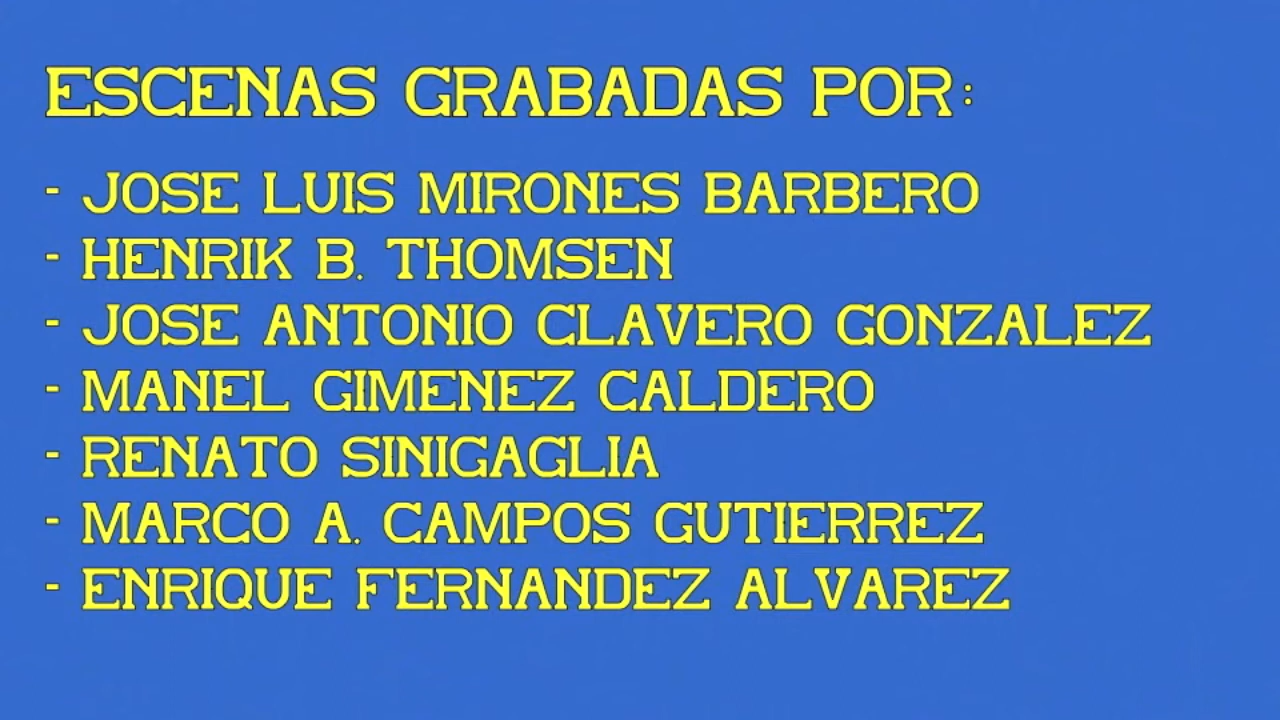 ESCENAS GRABADAS POR:
- JOSE LUIS MIRONES BARBERO
- HENRIK B. THOMSEN
- JOSE ANTONIO CLAVERO GONZALEZ
- MANEL GIMENEZ CALDERO
- RENATO SINIGAGLIA
- MARCO A. CAMPOS GUTIERREZ
- ENRIQUE FERNANDEZ ALVAREZ